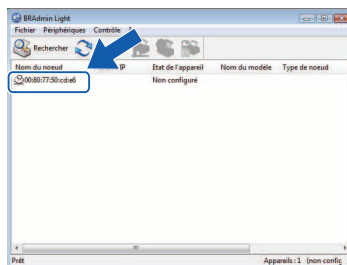 BRAdmin Light
Fichier Périphériques Contrôle ?
Rechercher
Nom du noeud IP Etat de l'appareil Nom du modèle Type de noeud
00:80:77:50:cd:e6 Non configuré
Prêt Appareils : 1 (non config